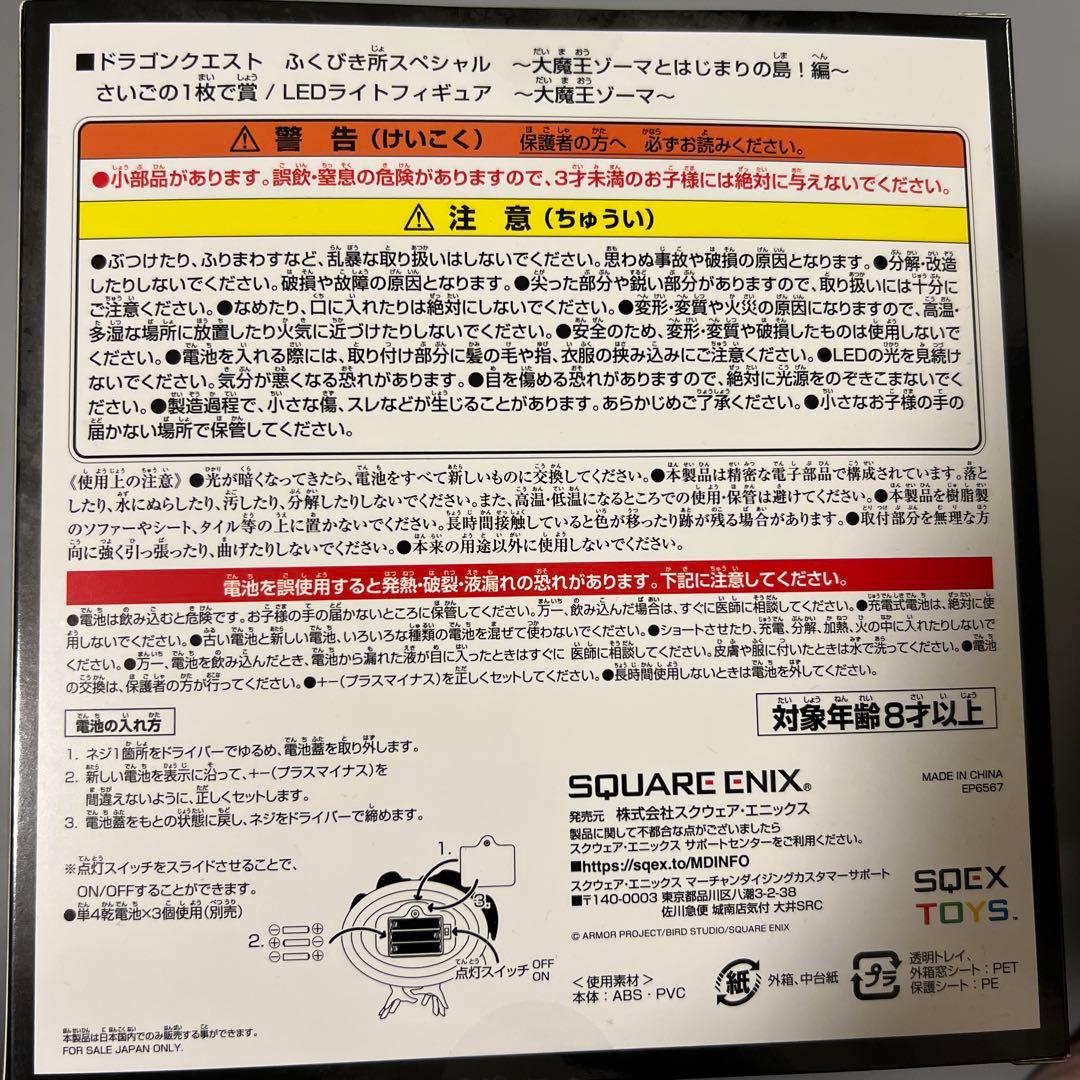 ■ドラゴンクエスト ふくびき所スペシャル ～大魔王ゾーマとはじまりの島！編～
さいごの1枚で賞 / LEDライトフィギュア ～大魔王ゾーマ～
⚠ 警 告（けいこく） 保護者の方へ 必ずお読みください。
●小部品があります。誤飲・窒息の危険がありますので、3才未満のお子様には絶対に与えないでください。
⚠ 注 意（ちゅうい）
●ぶつけたり、ふりまわすなど、乱暴な取り扱いはしないでください。思わぬ事故や破損の原因となります。●分解・改造
したりしないでください。破損や故障の原因となります。●尖った部分や鋭い部分がありますので、取り扱いには十分に
ご注意ください。●なめたり、口に入れたりは絶対にしないでください。●変形・変質や火災の原因になりますので、高温・
多湿な場所に放置したり火気に近づけたりしないでください。●安全のため、変形・変質や破損したものは使用しないで
ください。●電池を入れる際には、取り付け部分に髪の毛や指、衣服の挟み込みにご注意ください。●LEDの光を見続け
ないでください。気分が悪くなる恐れがあります。●目を傷める恐れがありますので、絶対に光源をのぞきこまないでく
ださい。●製造過程で、小さな傷、スレなどが生じることがあります。あらかじめご了承ください。●小さなお子様の手の
届かない場所で保管してください。
《使用上の注意》●光が暗くなってきたら、電池をすべて新しいものに交換してください。●本製品は精密な電子部品で構成されています。落と
したり、水にぬらしたり、汚したり、分解したりしないでください。また、高温・低温になるところでの使用・保管は避けてください。●本製品を樹脂製
のソファーやシート、タイル等の上に置かないでください。長時間接触していると色が移ったり跡が残る場合があります。●取付部分を無理な方
向に強く引っ張ったり、曲げたりしないでください。●本来の用途以外に使用しないでください。
電池を誤使用すると発熱・破裂・液漏れの恐れがあります。下記に注意してください。
●電池は飲み込むと危険です。お子様の手の届かないところに保管してください。万一、飲み込んだ場合は、すぐに医師に相談してください。●充電式電池は、絶対に使
用しないでください。●古い電池と新しい電池、いろいろな種類の電池を混ぜて使わないでください。●ショートさせたり、充電、分解、加熱、火の中に入れたりしないで
ください。●万一、電池を飲み込んだとき、電池から漏れた液が目に入ったときはすぐに 医師に相談してください。皮膚や服に付いたときは水で洗ってください。●電池
の交換は、保護者の方が行ってください。●+－(プラスマイナス)を正しくセットしてください。●長時間使用しないときは電池を外してください。
電池の入れ方
1. ネジ1箇所をドライバーでゆるめ、電池蓋を取り外します。
2. 新しい電池を表示に沿って、+－(プラスマイナス)を
間違えないように、正しくセットします。
3. 電池蓋をもとの状態に戻し、ネジをドライバーで締めます。
※点灯スイッチをスライドさせることで、
ON/OFFすることができます。
●単4乾電池×3個使用(別売)
1.
2.
3.
点灯スイッチ
OFF
ON
本製品は日本国内でのみ販売する事ができます。
FOR SALE JAPAN ONLY.
対象年齢8才以上
SQUARE ENIX®
MADE IN CHINA
EP6567
発売元 株式会社スクウェア・エニックス
製品に関して不都合な点がございましたら
スクウェア・エニックス サポートセンターをご利用ください。
■https://sqex.to/MDINFO
スクウェア・エニックス マーチャンダイジングカスタマーサポート
■〒140-0003 東京都品川区八潮3-2-38
佐川急便 城南店気付 大井SRC
© ARMOR PROJECT/BIRD STUDIO/SQUARE ENIX
SQEX
TOYS™
＜使用素材＞
本体：ABS・PVC
紙
外箱、中台紙
プラ
透明トレイ、
外箱窓シート：PET
保護シート：PE